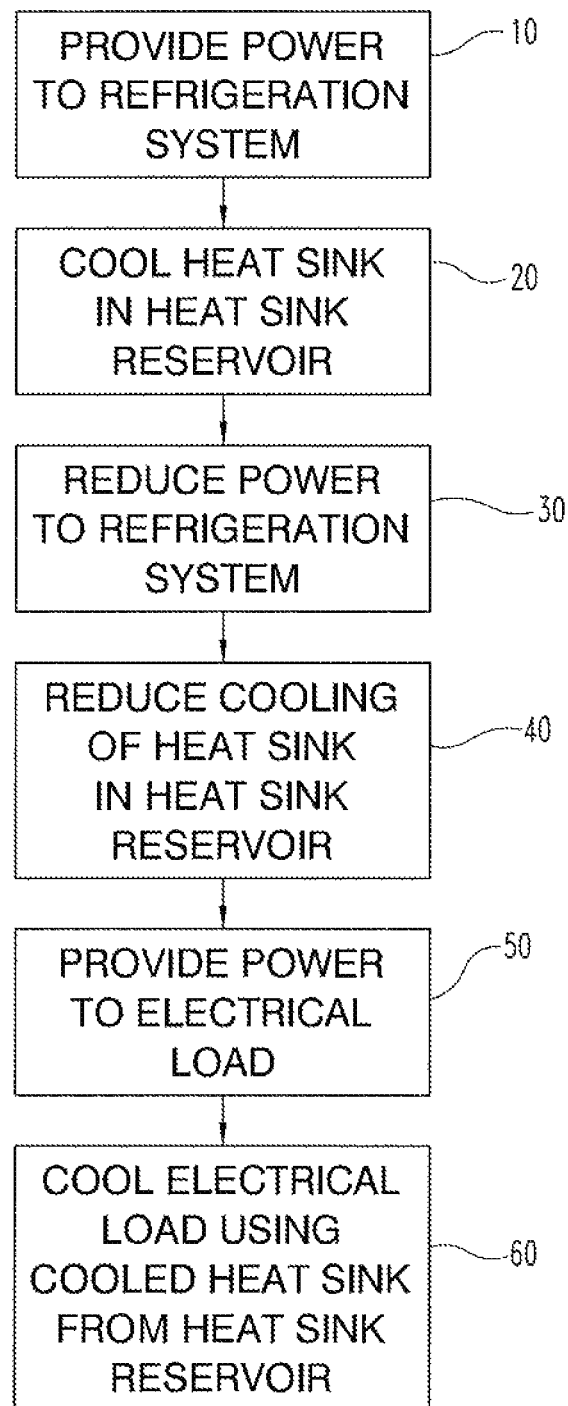 PROVIDE POWER
TO REFRIGERATION
SYSTEM
10
COOL HEAT SINK
IN HEAT SINK
RESERVOIR
20
REDUCE POWER
TO REFRIGERATION
SYSTEM
30
REDUCE COOLING
OF HEAT SINK
IN HEAT SINK
RESERVOIR
40
PROVIDE POWER
TO ELECTRICAL
LOAD
50
COOL ELECTRICAL
LOAD USING
COOLED HEAT SINK
FROM HEAT SINK
RESERVOIR
60